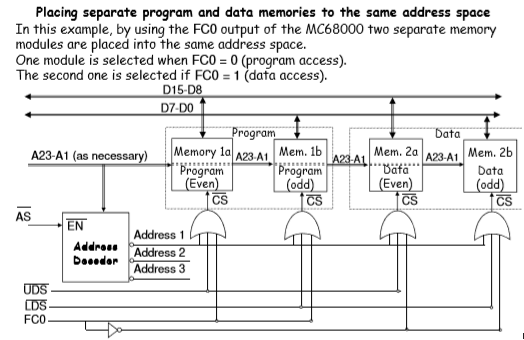 Placing separate program and data memories to the same address space
In this example, by using the FC0 output of the MC68000 two separate memory
modules are placed into the same address space.
One module is selected when FC0 = 0 (program access).
The second one is selected if FC0 = 1 (data access).
D15-D8
D7-D0
Program
Data
A23-A1 (as necessary)
Memory 1a
A23-A1
Mem. 1b
A23-A1
Mem. 2a
A23-A1
Mem. 2b
Program
(Even)
Program
(odd)
Data
(Even)
Data
(odd)
CS
CS
CS
CS
AS
EN
Address
Decoder
Address 1
Address 2
Address 3
UDS
LDS
FC0